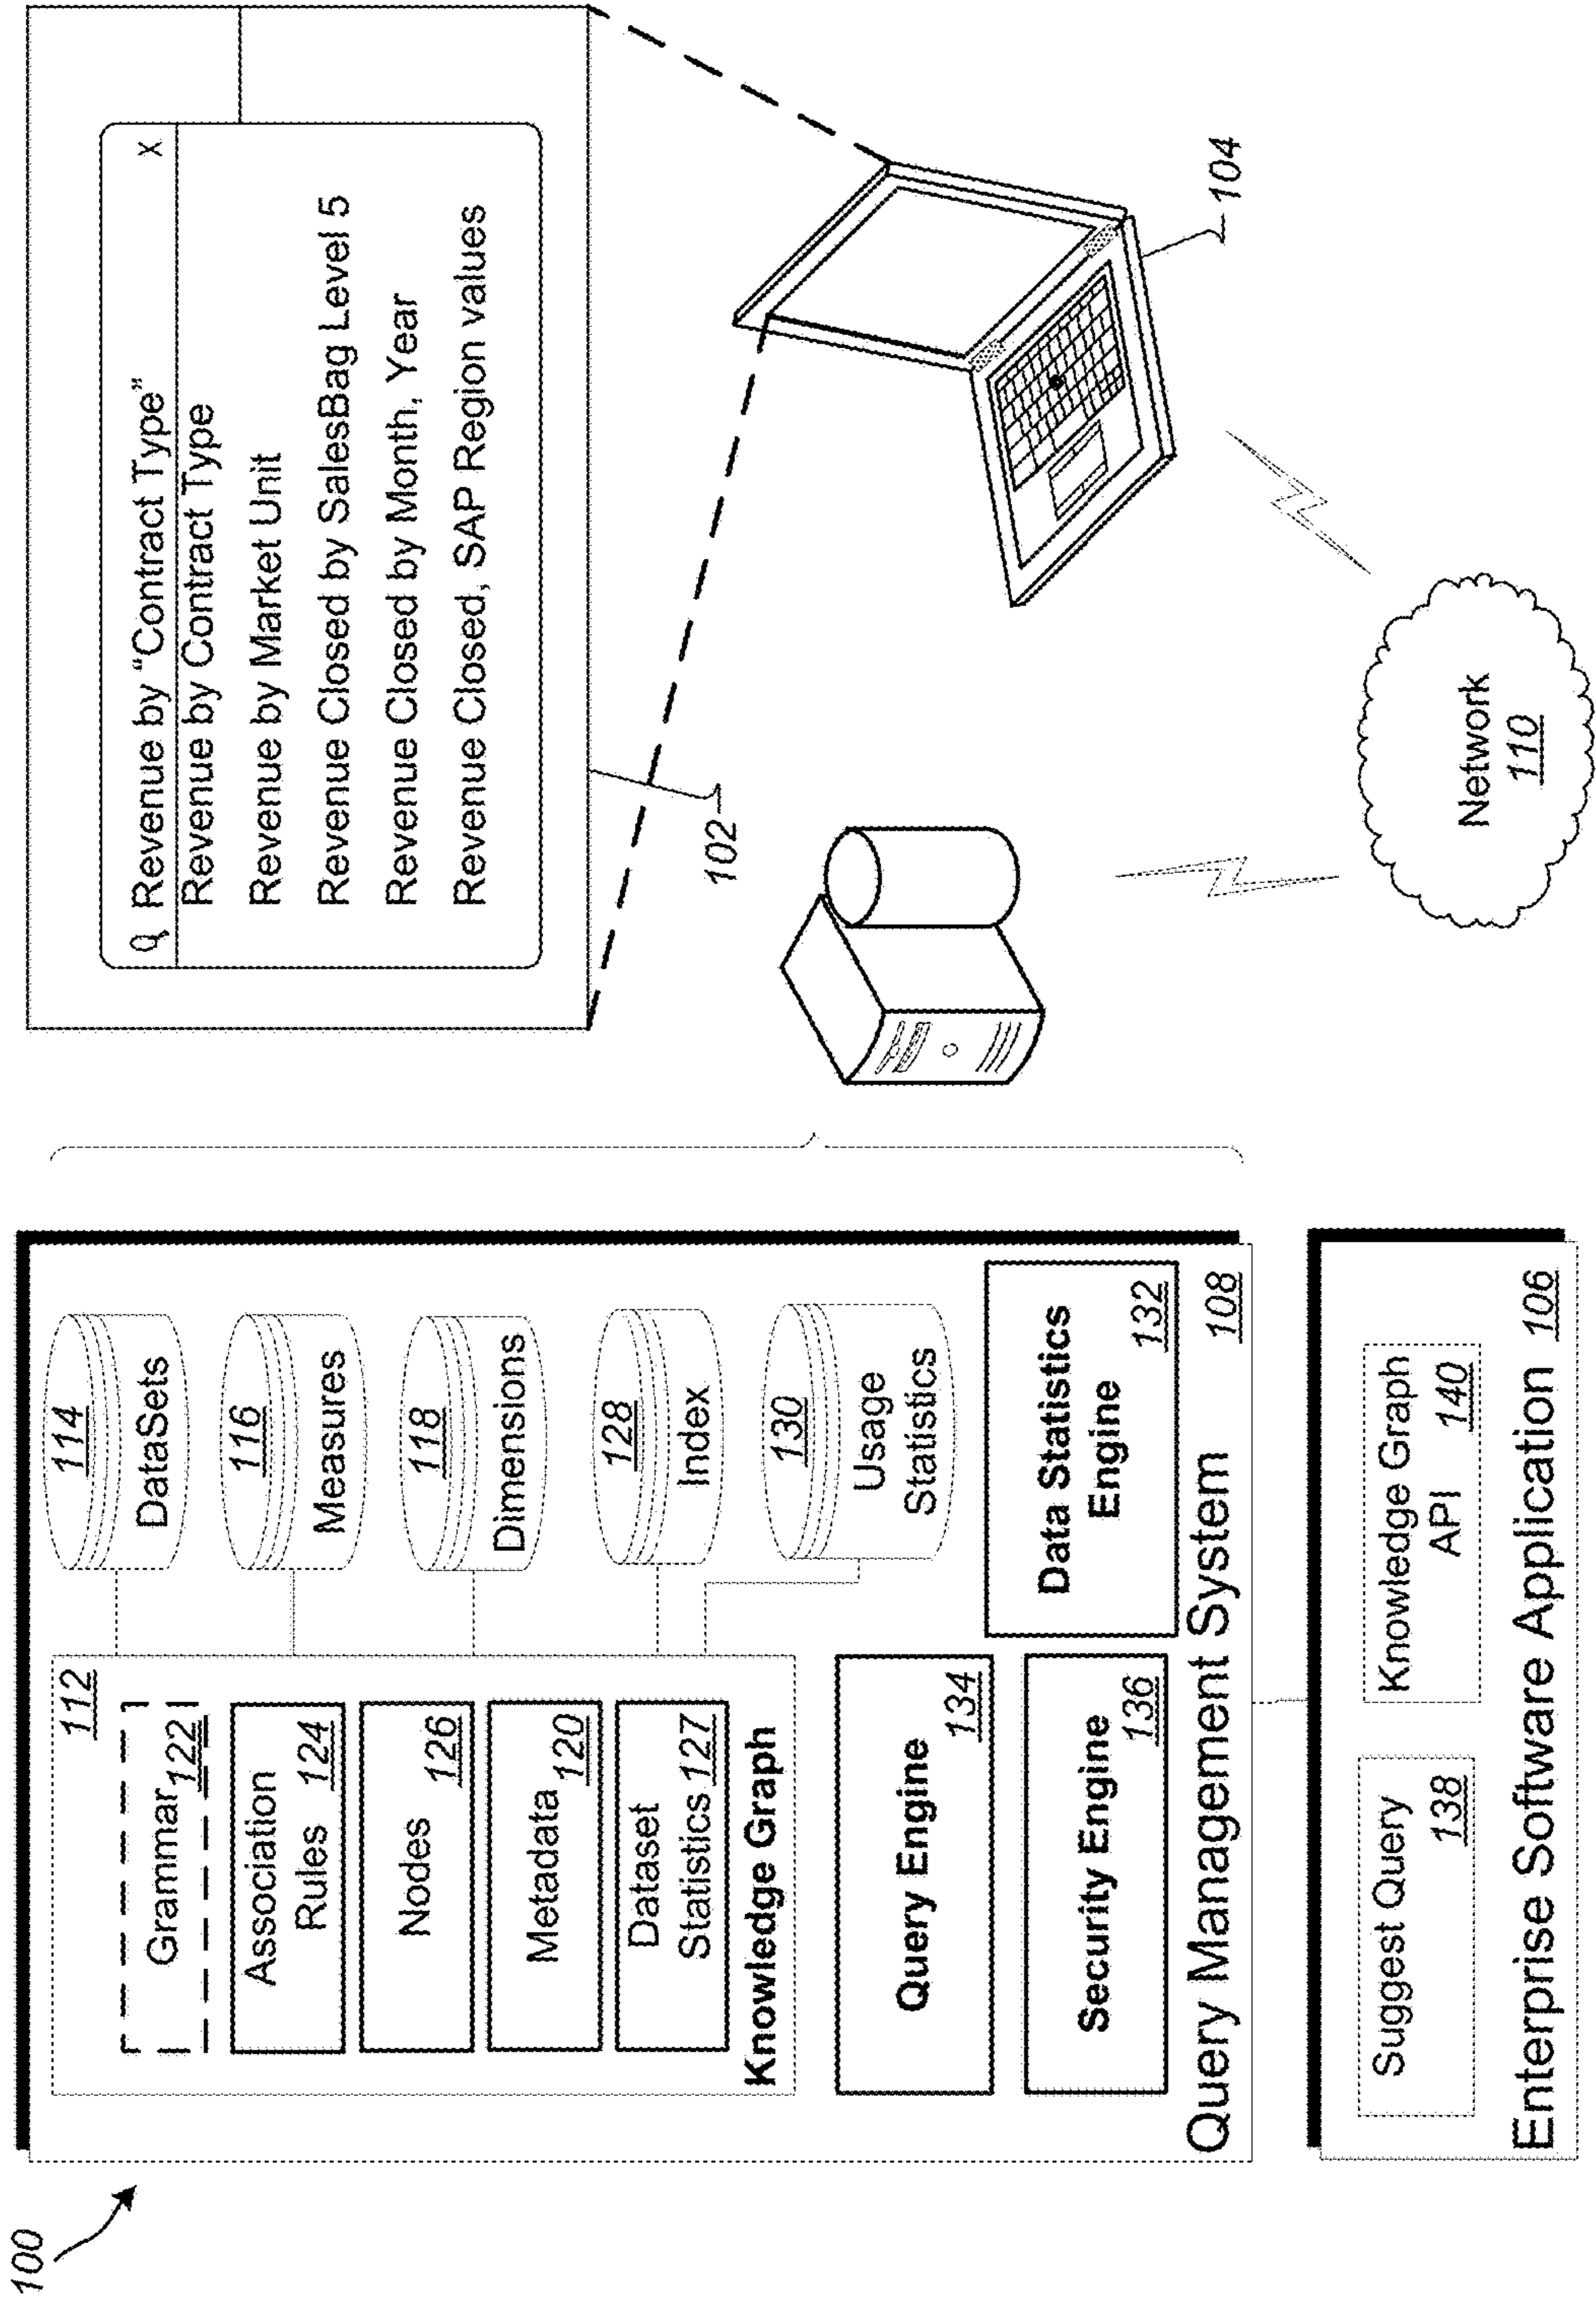 100
112
Grammar 122
Association
Rules 124
Nodes
126
Metadata
120
Dataset
Statistics 127
Knowledge Graph
114
DataSets
116
Measures
118
Dimensions
128
Index
130
Usage
Statistics
Query Engine
134
Security Engine
136
Data Statistics
Engine
132
Query Management System 108
Suggest Query
138
Knowledge Graph
API 140
Enterprise Software Application 106
Revenue by “Contract Type” X
Revenue by Contract Type
Revenue by Market Unit
Revenue Closed by SalesBag Level 5
Revenue Closed by Month, Year
Revenue Closed, SAP Region values
102
104
Network
110